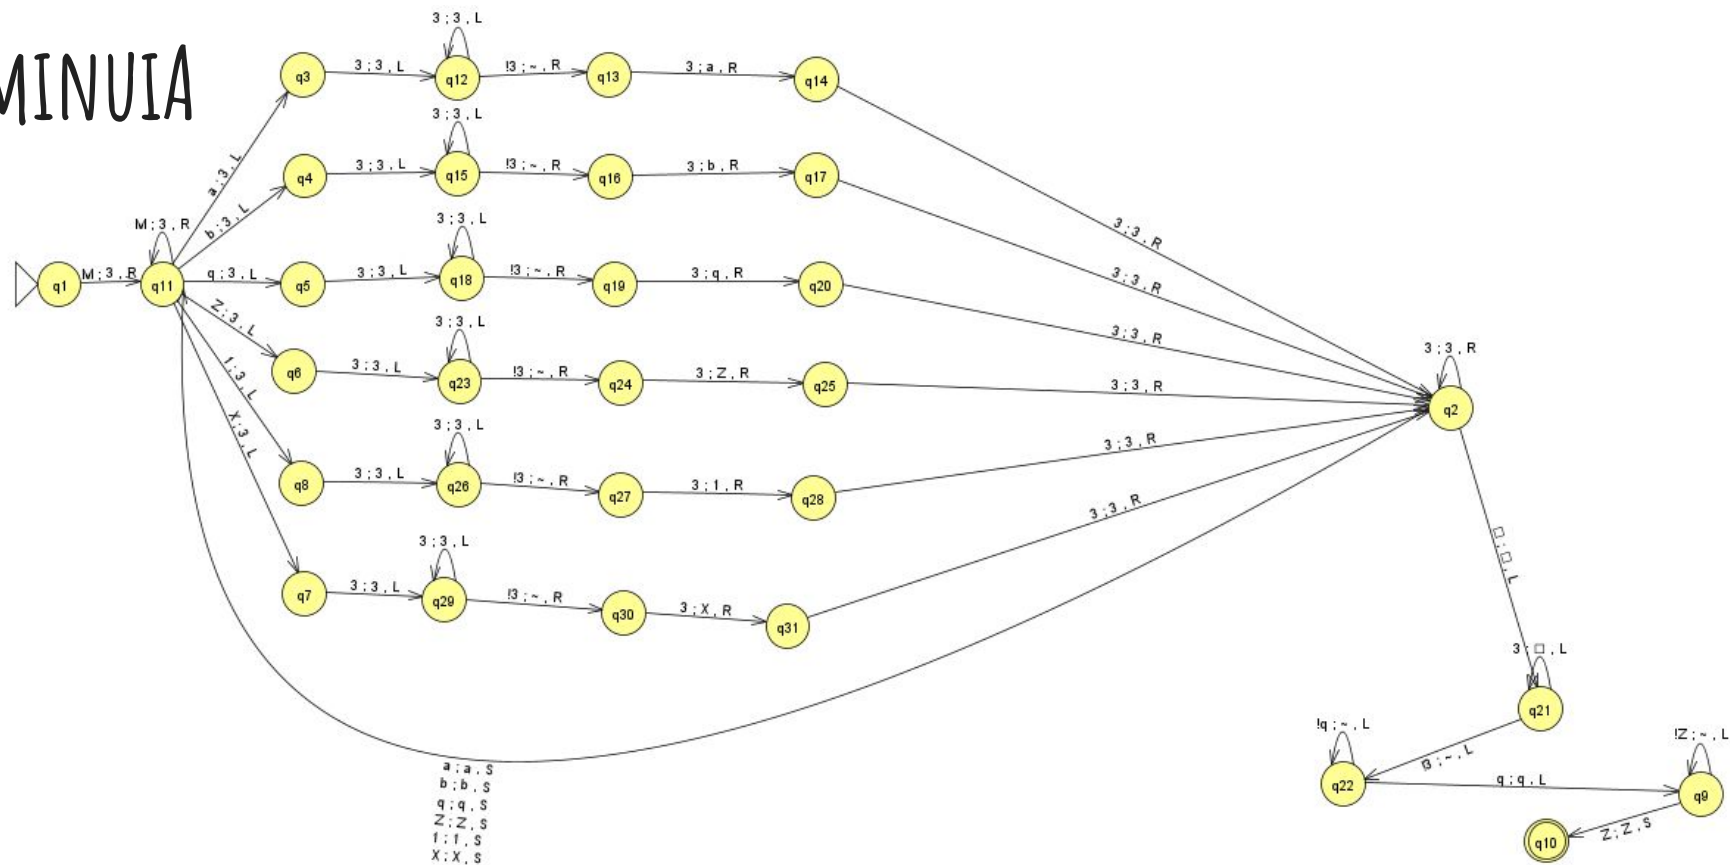 MINUIA
3 ; 3 , L
q3
3 ; 3 , L
q12
!3 ; ~ , R
q13
3 ; a , R
q14
a ; 3 , L
3 ; 3 , L
q4
3 ; 3 , L
q15
!3 ; ~ , R
q16
3 ; b , R
q17
b ; 3 , L
3 ; 3 , R
M ; 3 , R
3 ; 3 , L
q1
M ; 3 , R
q11
q ; 3 , L
q5
3 ; 3 , L
q18
!3 ; ~ , R
q19
3 ; q , R
q20
3 ; 3 , R
3 ; 3 , R
Z ; 3 , L
3 ; 3 , L
q6
3 ; 3 , L
q23
!3 ; ~ , R
q24
3 ; Z , R
q25
3 ; 3 , R
3 ; 3 , R
q2
1 ; 3 , L
3 ; 3 , L
q8
3 ; 3 , L
q26
!3 ; ~ , R
q27
3 ; 1 , R
q28
3 ; 3 , R
X ; 3 , L
3 ; 3 , L
q7
3 ; 3 , L
q29
!3 ; ~ , R
q30
3 ; X , R
q31
3 ; 3 , R
□ ; □ , L
3 ; □ , L
q21
!3 ; ~ , L
!q ; ~ , L
q22
q ; q , L
!Z ; ~ , L
q9
Z ; Z , S
q10
a ; a , S
b ; b , S
q ; q , S
Z ; Z , S
1 ; 1 , S
X ; X , S